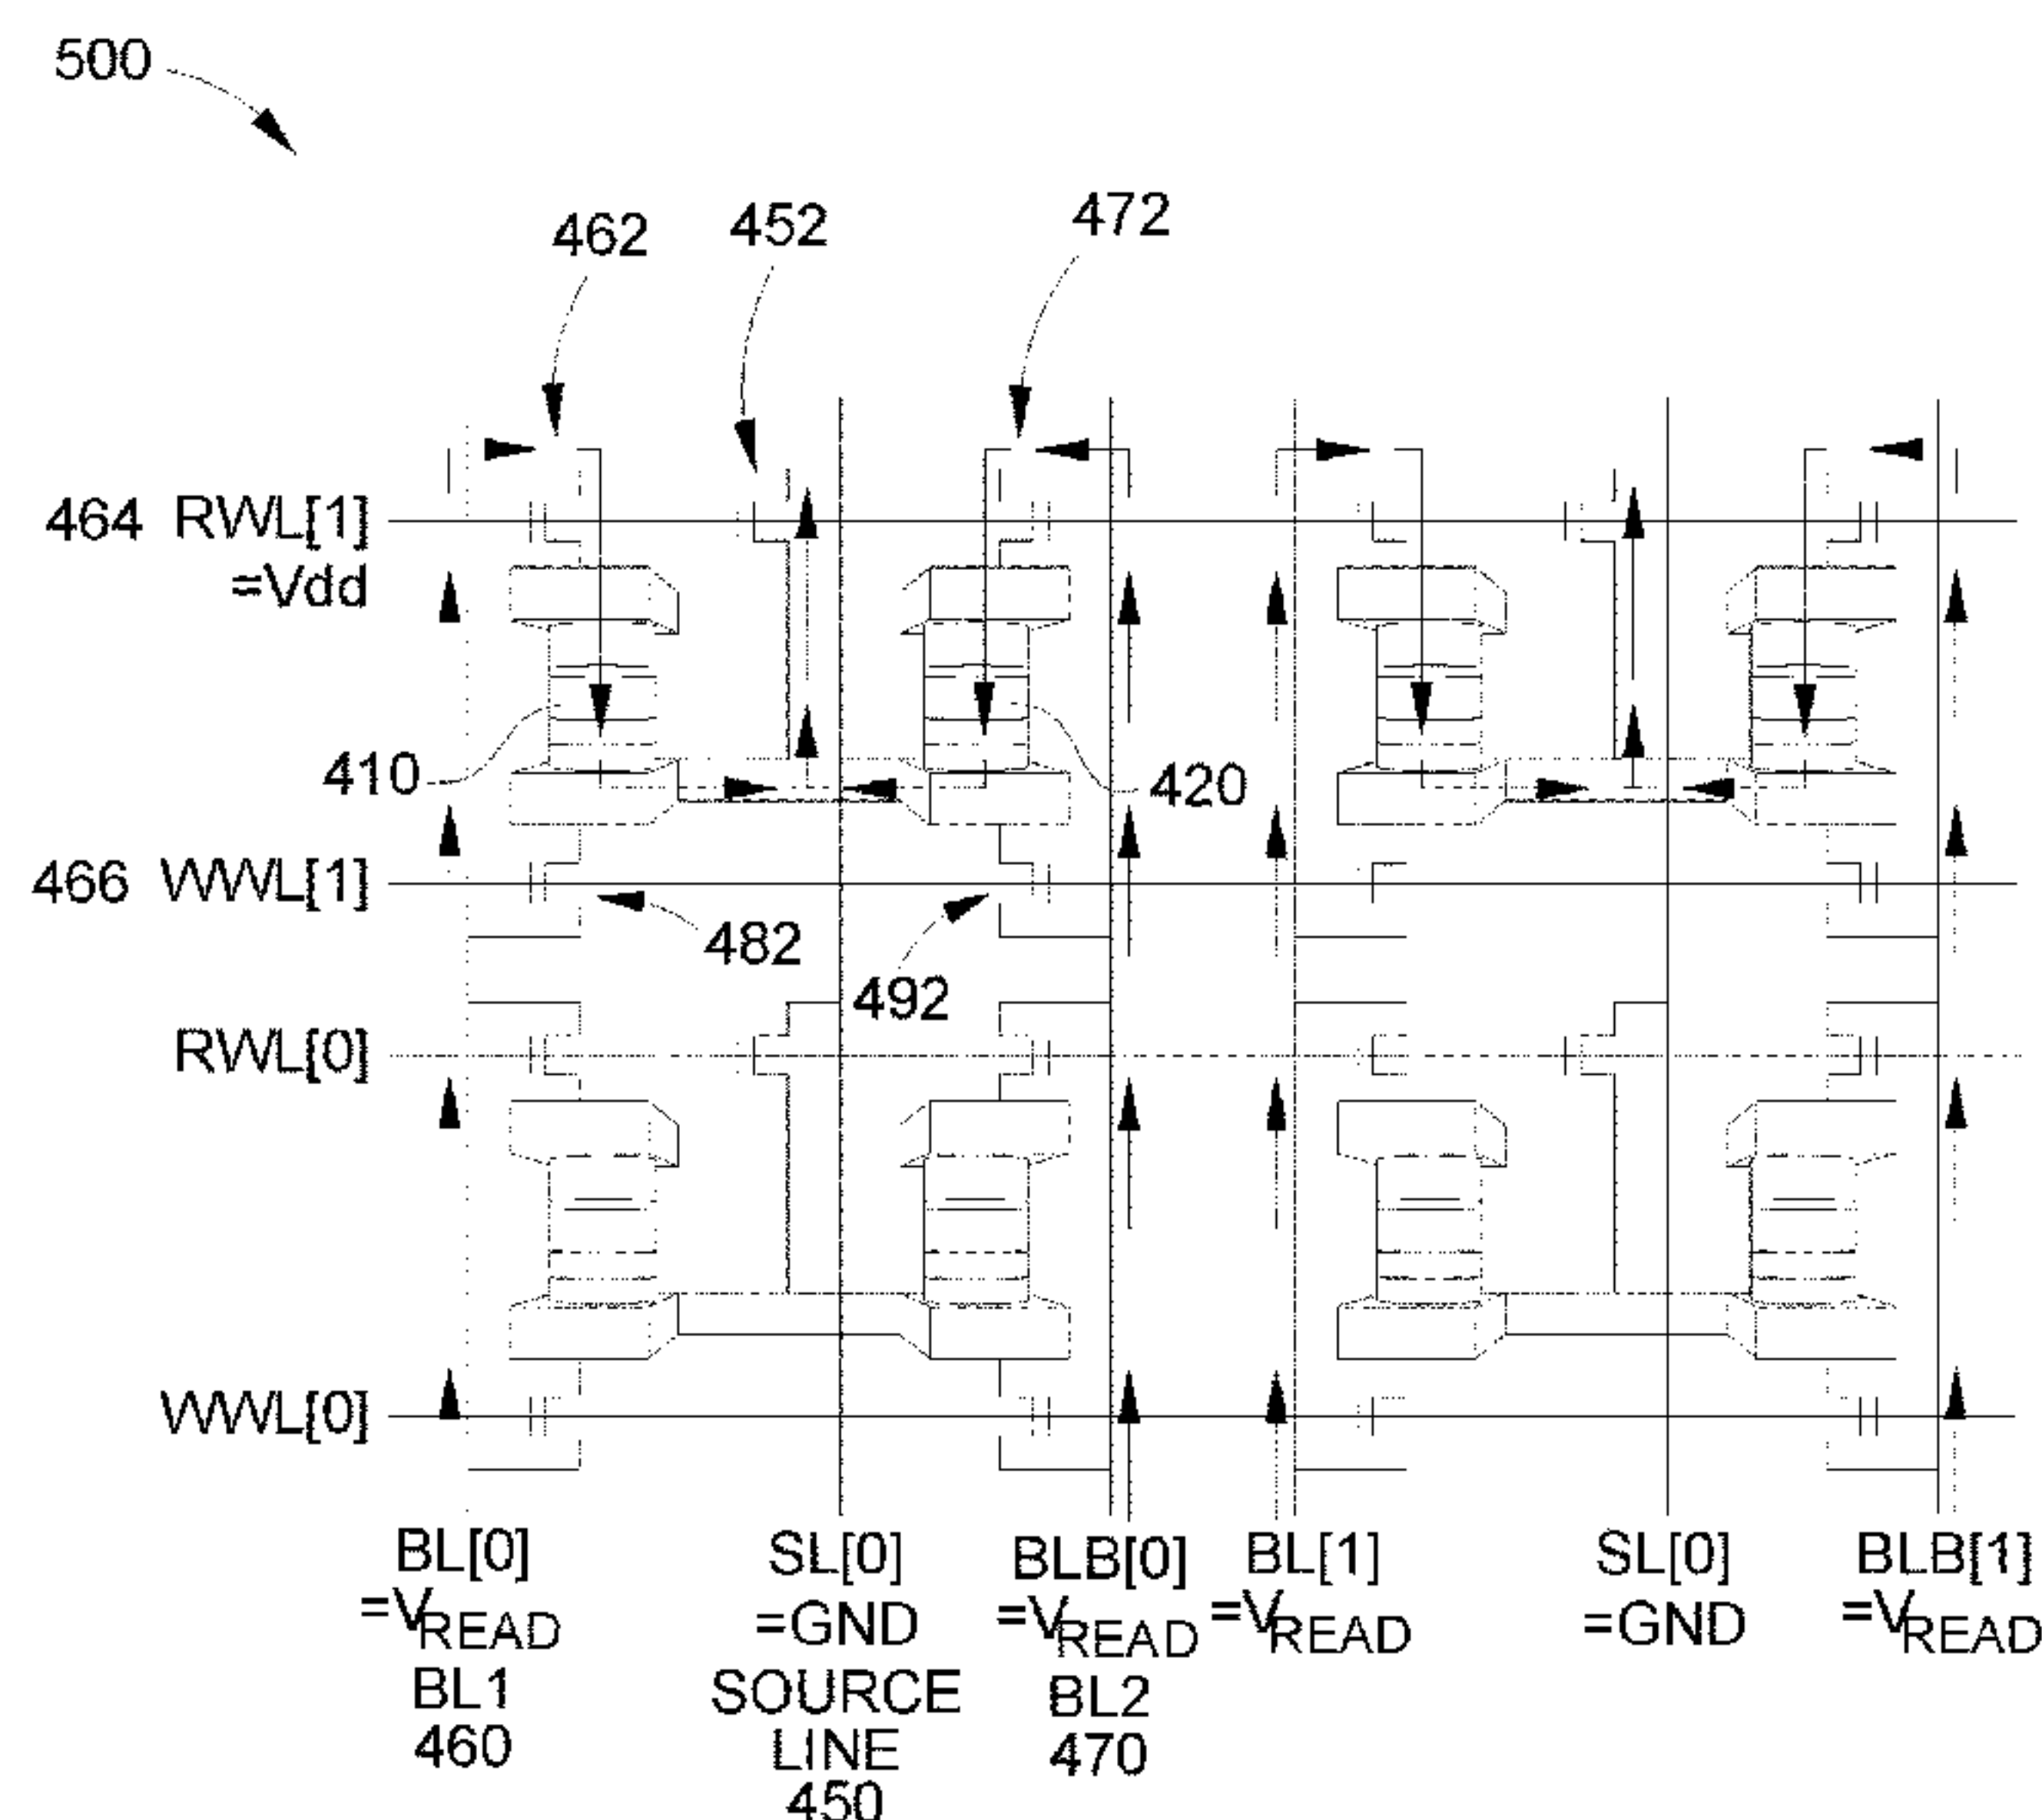 500
462
452
472
464 RWL[1]
=Vdd
410
420
466 WWL[1]
482
492
RWL[0]
WWL[0]
BL[0] SL[0] BLB[0] BL[1] SL[0] BLB[1]
=VREAD =GND =VREAD =VREAD =GND =VREAD
BL1 SOURCE BL2
460 LINE 470
450